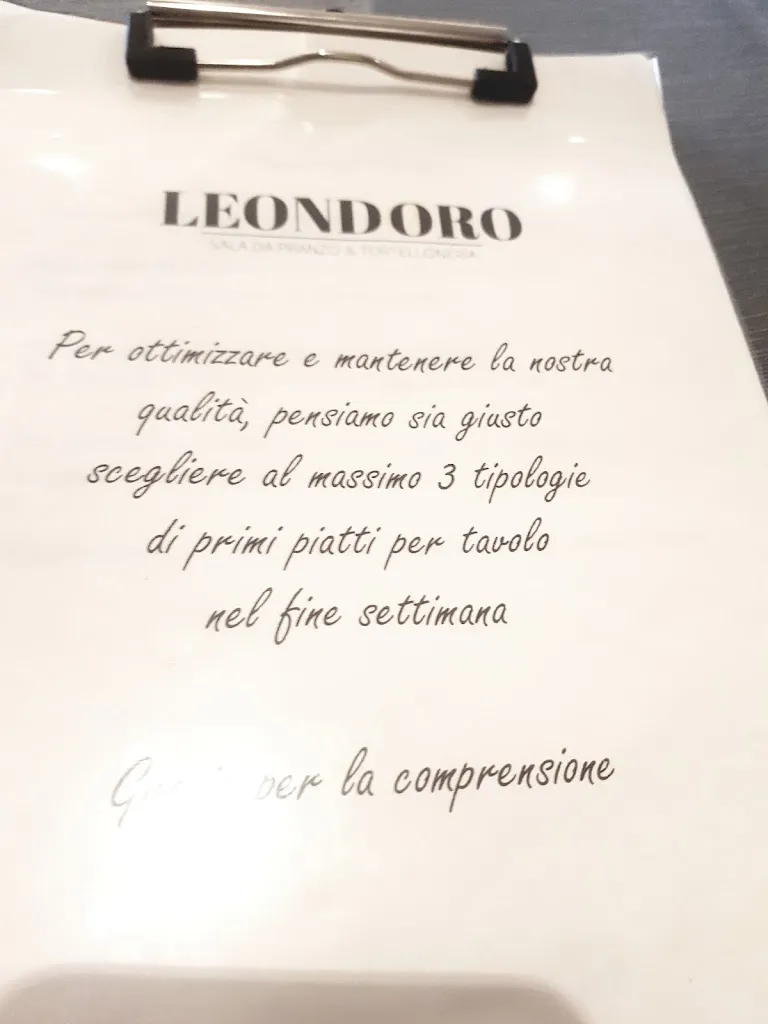 LEONDORO
SALA DA PRANZO & TORTELLONERIA
Per ottimizzare e mantenere la nostra
qualità, pensiamo sia giusto
scegliere al massimo 3 tipologie
di primi piatti per tavolo
nel fine settimana
per la comprensione